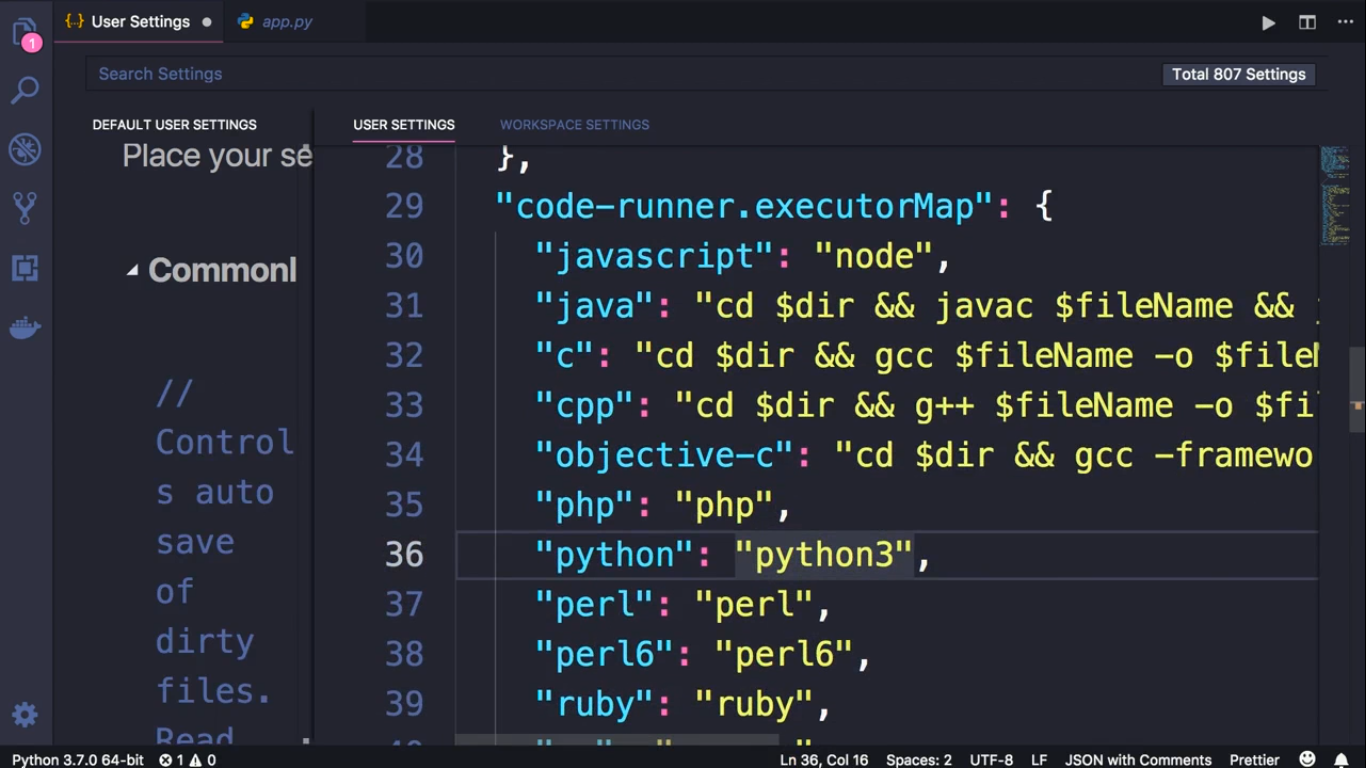 {..} User Settings ●
app.py
1
Search Settings
Total 807 Settings
DEFAULT USER SETTINGS
USER SETTINGS
WORKSPACE SETTINGS
Place your se
Commonl
//
Control
s auto
save
of
dirty
files.
Read
28 },
29 "code-runner.executorMap": {
30 "javascript": "node",
31 "java": "cd $dir && javac $fileName &&
32 "c": "cd $dir && gcc $fileName -o $fileN
33 "cpp": "cd $dir && g++ $fileName -o $fi
34 "objective-c": "cd $dir && gcc -framewo
35 "php": "php",
36 "python": "python3",
37 "perl": "perl",
38 "perl6": "perl6",
39 "ruby": "ruby",
Python 3.7.0 64-bit 1 0 Ln 36, Col 16 Spaces: 2 UTF-8 LF JSON with Comments Prettier